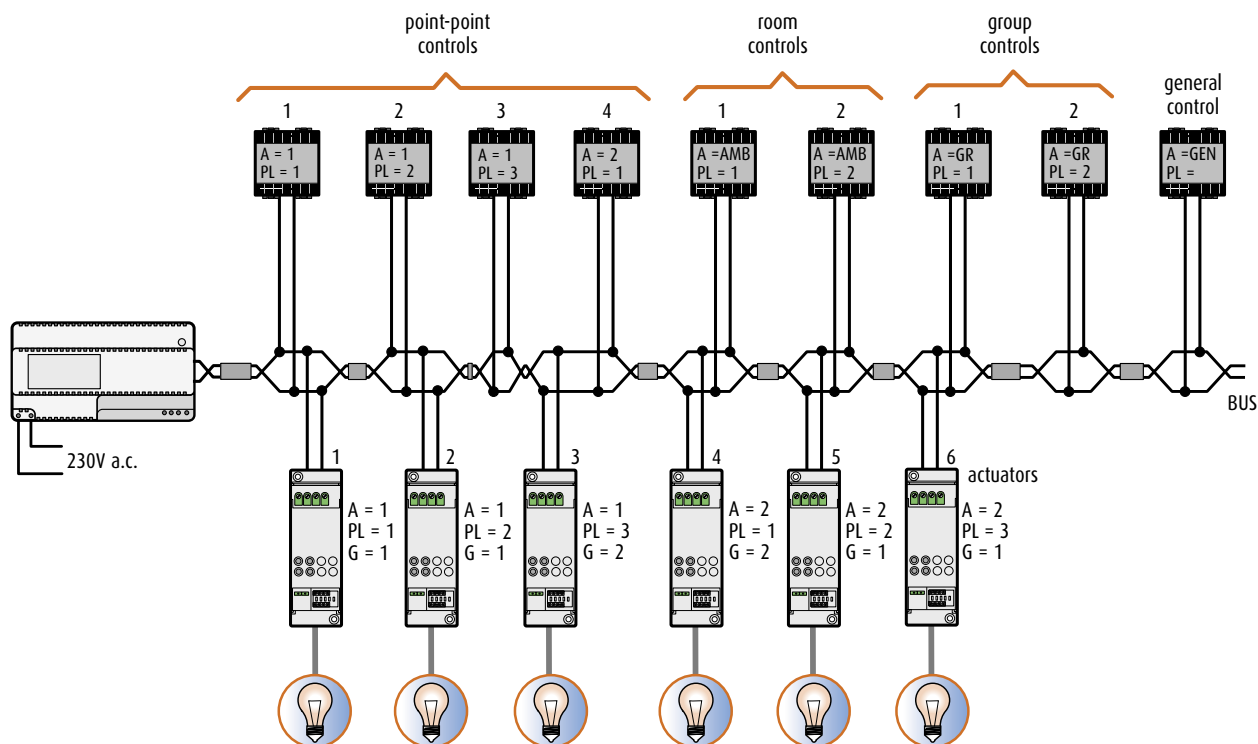 point-point
controls
room
controls
group
controls
general
control
1
2
3
4
1
2
1
2
A = 1
PL = 1
A = 1
PL = 2
A = 1
PL = 3
A = 2
PL = 1
A =AMB
PL = 1
A =AMB
PL = 2
A =GR
PL = 1
A =GR
PL = 2
A =GEN
PL =
BUS
230V a.c.
1
2
3
4
5
6
actuators
A = 1
PL = 1
G = 1
A = 1
PL = 2
G = 1
A = 1
PL = 3
G = 2
A = 2
PL = 1
G = 2
A = 2
PL = 2
G = 1
A = 2
PL = 3
G = 1